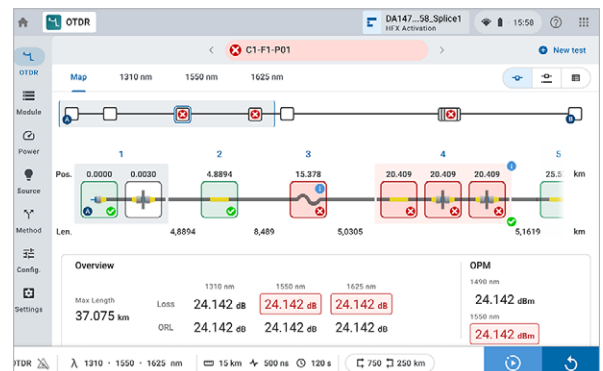 OTDR
DA147...58_Splice1
HFX Activation
15:58
C1-F1-P01
New test
OTDR
Module
Power
Source
Method
Config.
Settings
Map 1310 nm 1550 nm 1625 nm
A B
1 2 3 4 5
Pos. 0.0000 0.0030 4.8894 15.378 20.409 20.409 20.409 25.5 km
A
Len. 4,8894 8,489 5,0305 5,1619 km
Overview
1310 nm 1550 nm 1625 nm
Max Length
37.075 km
Loss 24.142 dB 24.142 dB 24.142 dB
ORL 24.142 dB 24.142 dB 24.142 dB
OPM
1490 nm
24.142 dBm
1550 nm
24.142 dBm
OTDR λ 1310 · 1550 · 1625 nm 15 km 500 ns 120 s 750 250 km